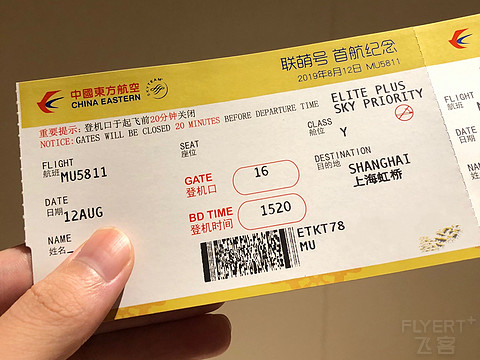 联萌号 首航纪念
2019年8月12日 MU5811
中國東方航空
CHINA EASTERN
SKYTEAM
ELITE PLUS
SKY PRIORITY
重要提示:登机口于起飞前20分钟关闭
NOTICE:GATES WILL BE CLOSED 20 MINUTES BEFORE DEPARTURE TIME
CLASS
舱位 Y
FLIGHT
航班 MU5811
SEAT
座位
DESTINATION
目的地 SHANGHAI
上海虹桥
GATE
登机口 16
DATE
日期 12AUG
BD TIME
登机时间 1520
NAME
姓名
ETKT78
MU
FLIGHT
航班
DATE
日期
NAME
姓名
FLYERT
飞客